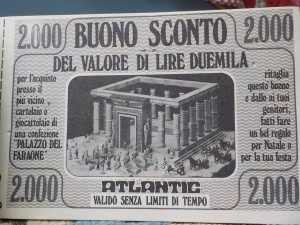 2.000
BUONO SCONTO
2.000
DEL VALORE DI LIRE DUEMILA
per l'acquisto
presso il
più vicino
cartolaio o
giocattolaio di
una confezione
"PALAZZO DEL
FARAONE"
ritaglia
questo buono
e dallo ai tuoi
genitori,
fatti fare
un bel regalo
per Natale o
per la tua festa
2.000
ATLANTIC
VALIDO SENZA LIMITI DI TEMPO
2.000